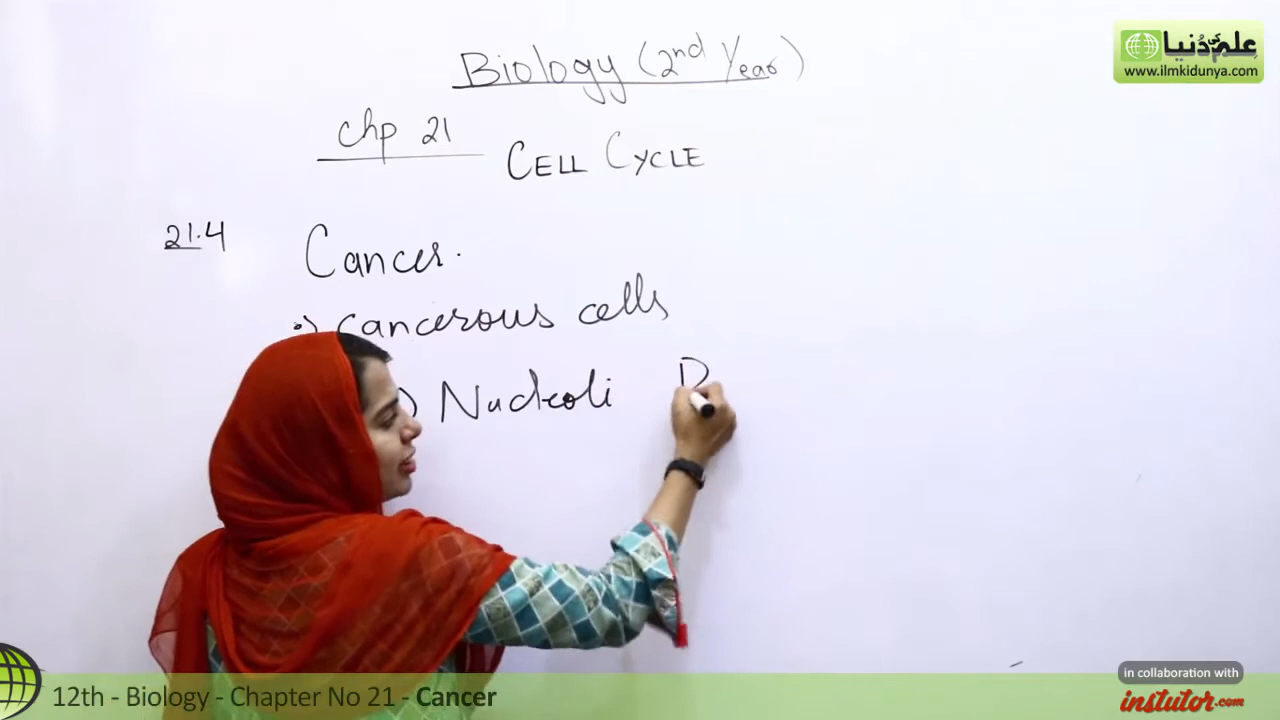 Biology (2nd Year)
علم کی دُنیا
www.ilmkidunya.com
Chp 21
CELL CYCLE
21.4
Cancer.
•) Cancerous cells
) Nucleoli
in collaboration with
instutor.com
12th - Biology - Chapter No 21 - Cancer